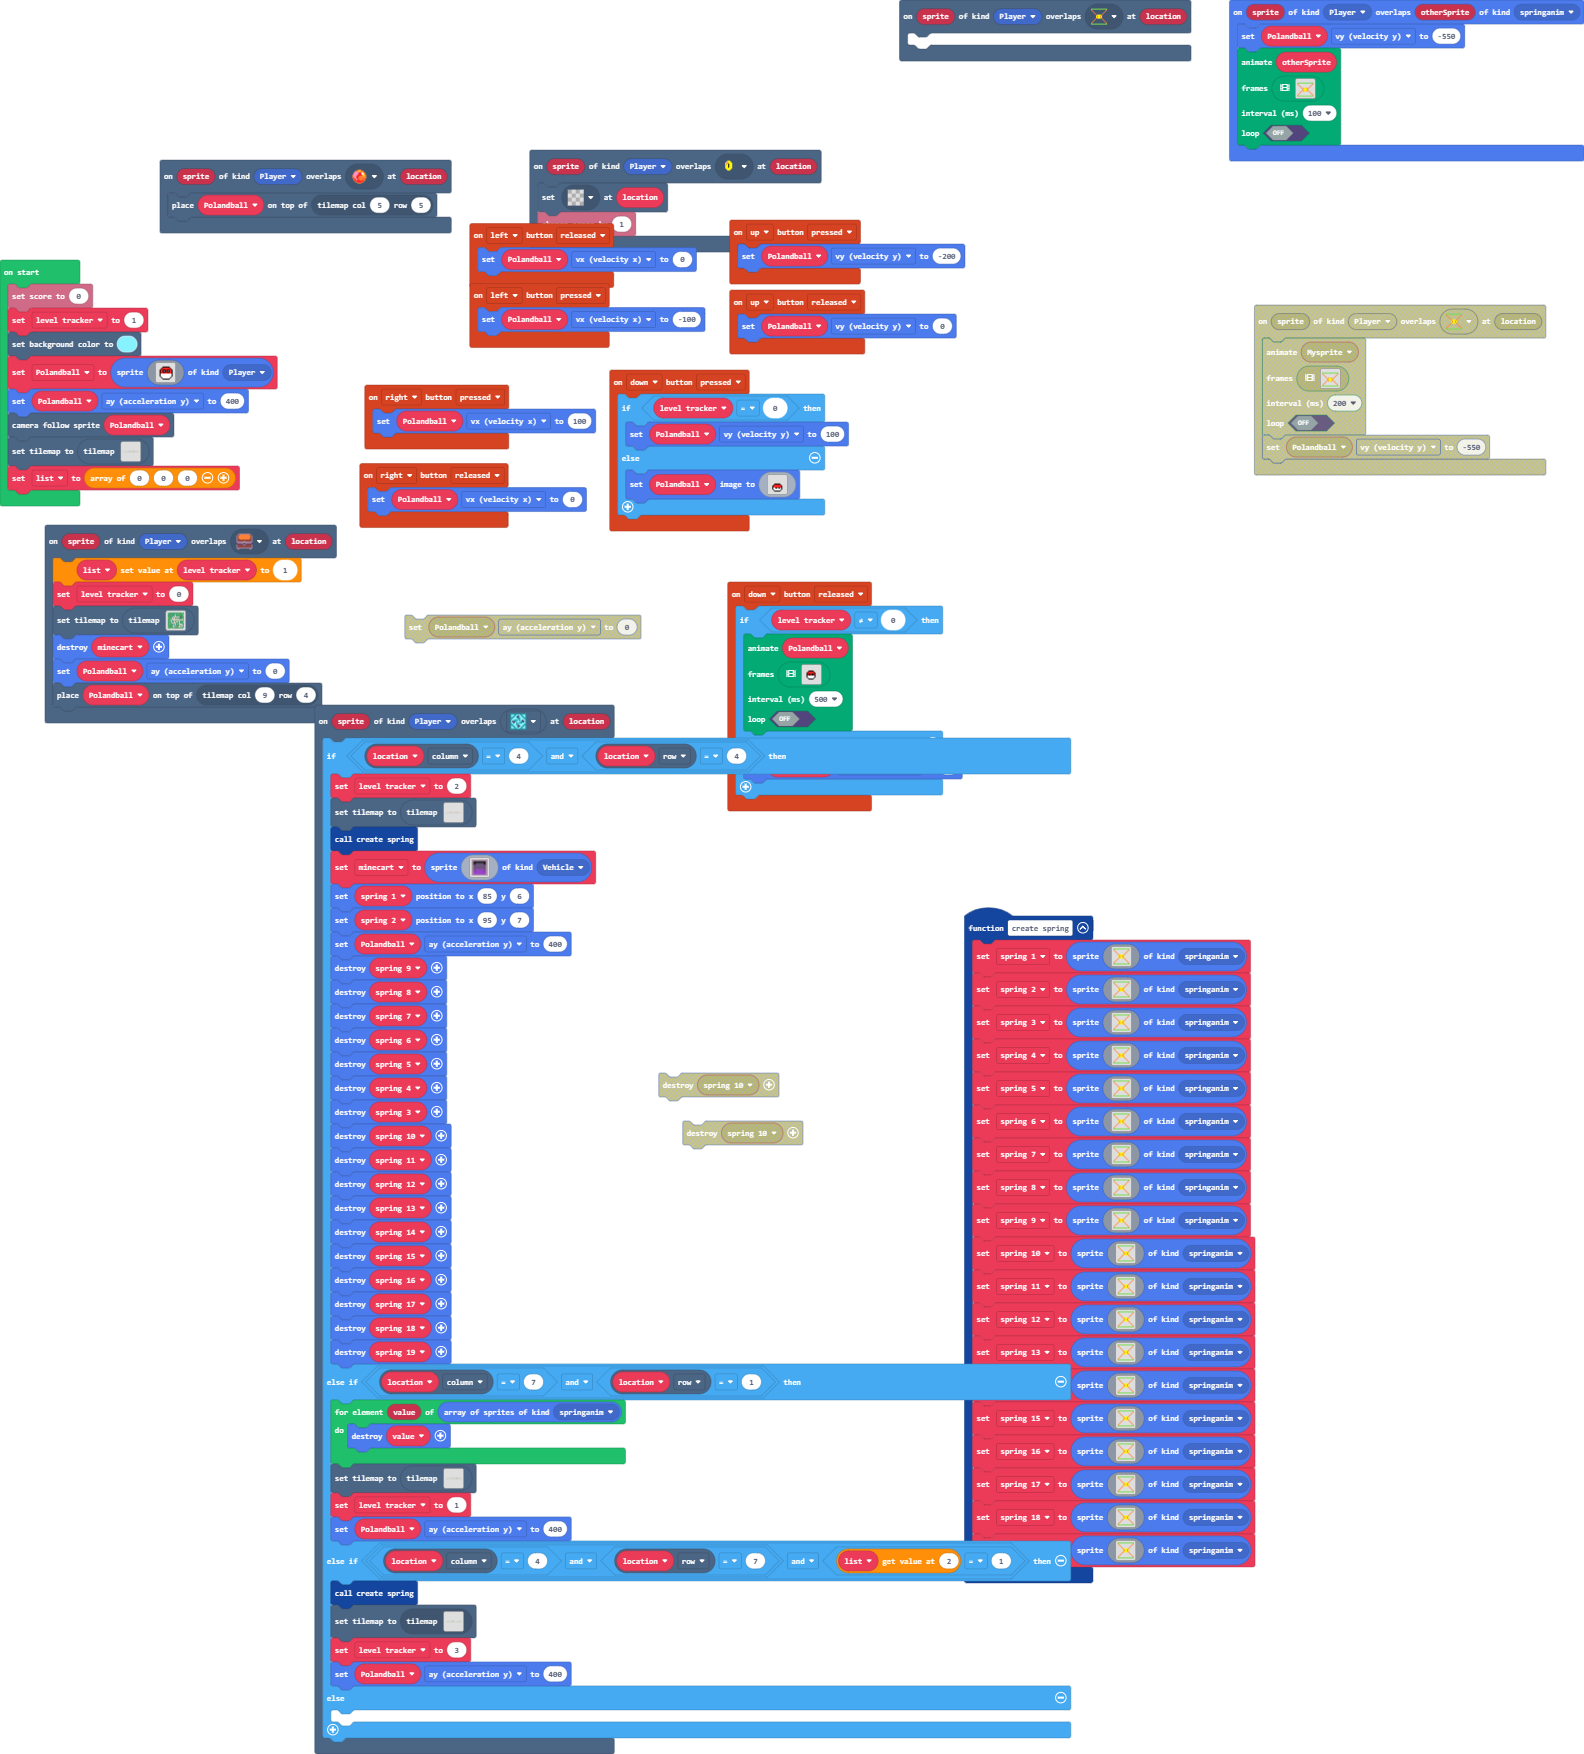 on sprite of kind Player overlaps at location
on sprite of kind Player overlaps otherSprite of kind springanim
set Polandball vy (velocity y) to -550
animate otherSprite
frames
interval (ms) 100
loop OFF
on sprite of kind Player overlaps at location
place Polandball on top of tilemap col 5 row 5
on sprite of kind Player overlaps at location
set at location
1
on left button released
set Polandball vx (velocity x) to 0
on left button pressed
set Polandball vx (velocity x) to -100
on up button pressed
set Polandball vy (velocity y) to -200
on up button released
set Polandball vy (velocity y) to 0
on start
set score to 0
set level tracker to 1
set background color to
set Polandball to sprite of kind Player
set Polandball ay (acceleration y) to 400
camera follow sprite Polandball
set tilemap to tilemap
set list to array of 0 0 0
on sprite of kind Player overlaps at location
animate Mysprite
frames
interval (ms) 200
loop OFF
set Polandball vy (velocity y) to -550
on right button pressed
set Polandball vx (velocity x) to 100
on right button released
set Polandball vx (velocity x) to 0
on down button pressed
if level tracker = 0 then
set Polandball vy (velocity y) to 100
else
set Polandball image to
on sprite of kind Player overlaps at location
list set value at level tracker to 1
set level tracker to 0
set tilemap to tilemap
destroy minecart
set Polandball ay (acceleration y) to 0
place Polandball on top of tilemap col 9 row 4
set Polandball ay (acceleration y) to 0
on down button released
if level tracker ≠ 0 then
animate Polandball
frames
interval (ms) 500
loop OFF
on sprite of kind Player overlaps at location
if location column = 4 and location row = 4 then
set level tracker to 2
set tilemap to tilemap
call create spring
set minecart to sprite of kind Vehicle
set spring 1 position to x 85 y 6
set spring 2 position to x 95 y 7
set Polandball ay (acceleration y) to 400
destroy spring 9
destroy spring 8
destroy spring 7
destroy spring 6
destroy spring 5
destroy spring 4
destroy spring 3
destroy spring 10
destroy spring 11
destroy spring 12
destroy spring 13
destroy spring 14
destroy spring 15
destroy spring 16
destroy spring 17
destroy spring 18
destroy spring 19
else if location column = 7 and location row = 1 then
for element value of array of sprites of kind springanim
do destroy value
set tilemap to tilemap
set level tracker to 1
set Polandball ay (acceleration y) to 400
else if location column = 4 and location row = 7 and list get value at 2 = 1 then
call create spring
set tilemap to tilemap
set level tracker to 3
set Polandball ay (acceleration y) to 400
else
destroy spring 10
destroy spring 10
function create spring
set spring 1 to sprite of kind springanim
set spring 2 to sprite of kind springanim
set spring 3 to sprite of kind springanim
set spring 4 to sprite of kind springanim
set spring 5 to sprite of kind springanim
set spring 6 to sprite of kind springanim
set spring 7 to sprite of kind springanim
set spring 8 to sprite of kind springanim
set spring 9 to sprite of kind springanim
set spring 10 to sprite of kind springanim
set spring 11 to sprite of kind springanim
set spring 12 to sprite of kind springanim
set spring 13 to sprite of kind springanim
sprite of kind springanim
set spring 15 to sprite of kind springanim
set spring 16 to sprite of kind springanim
set spring 17 to sprite of kind springanim
set spring 18 to sprite of kind springanim
sprite of kind springanim